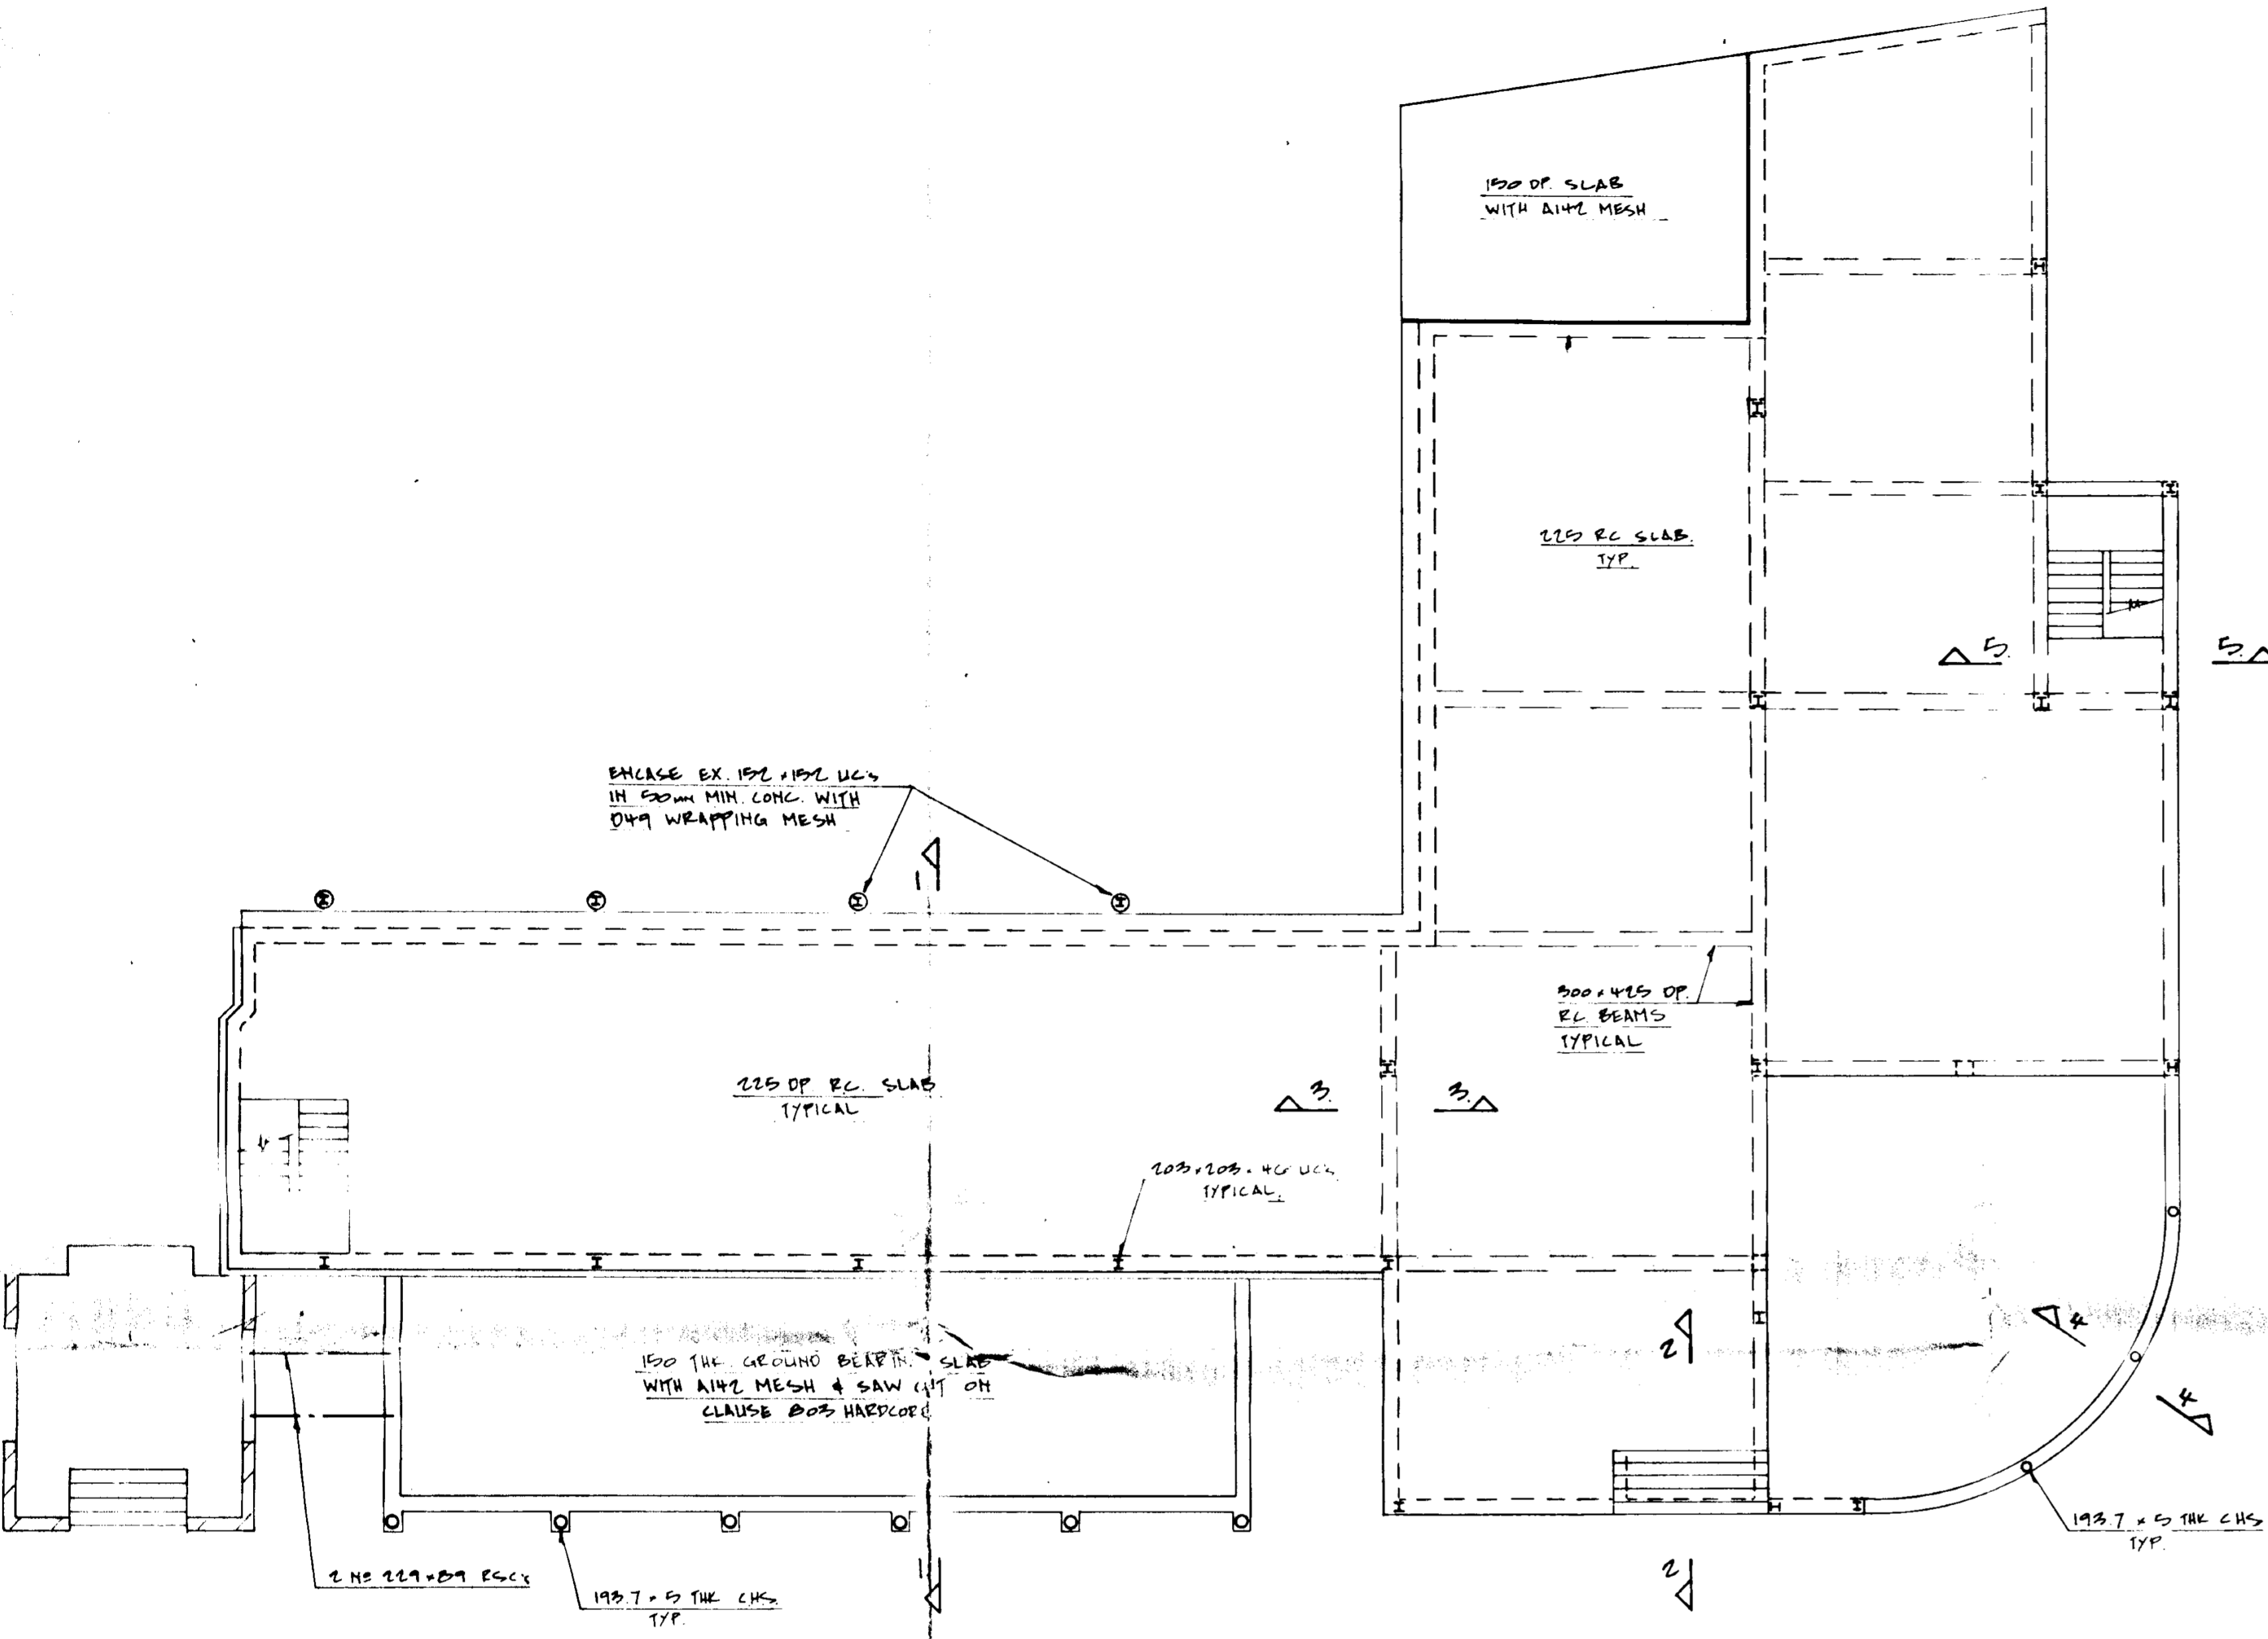 150 DP. SLAB
WITH A142 MESH
225 RC SLAB.
TYP.
5.
5.
ENCASE EX. 152 x 152 UC's
IN 50mm MIN. CONC. WITH
D49 WRAPPING MESH
1
300 x 425 DP.
RC. BEAMS
TYPICAL
225 DP RC. SLAB
TYPICAL
3.
3.
203 x 203 x 46 UC's
TYPICAL.
2
4
150 THK. GROUND BEARIN. SLAB
WITH A142 MESH & SAW CUT ON
CLAUSE 803 HARDCORE
4
193.7 x 5 THK CHS
TYP.
2 No 229 x 89 RSC's
193.7 x 5 THK CHS.
TYP.
1
2